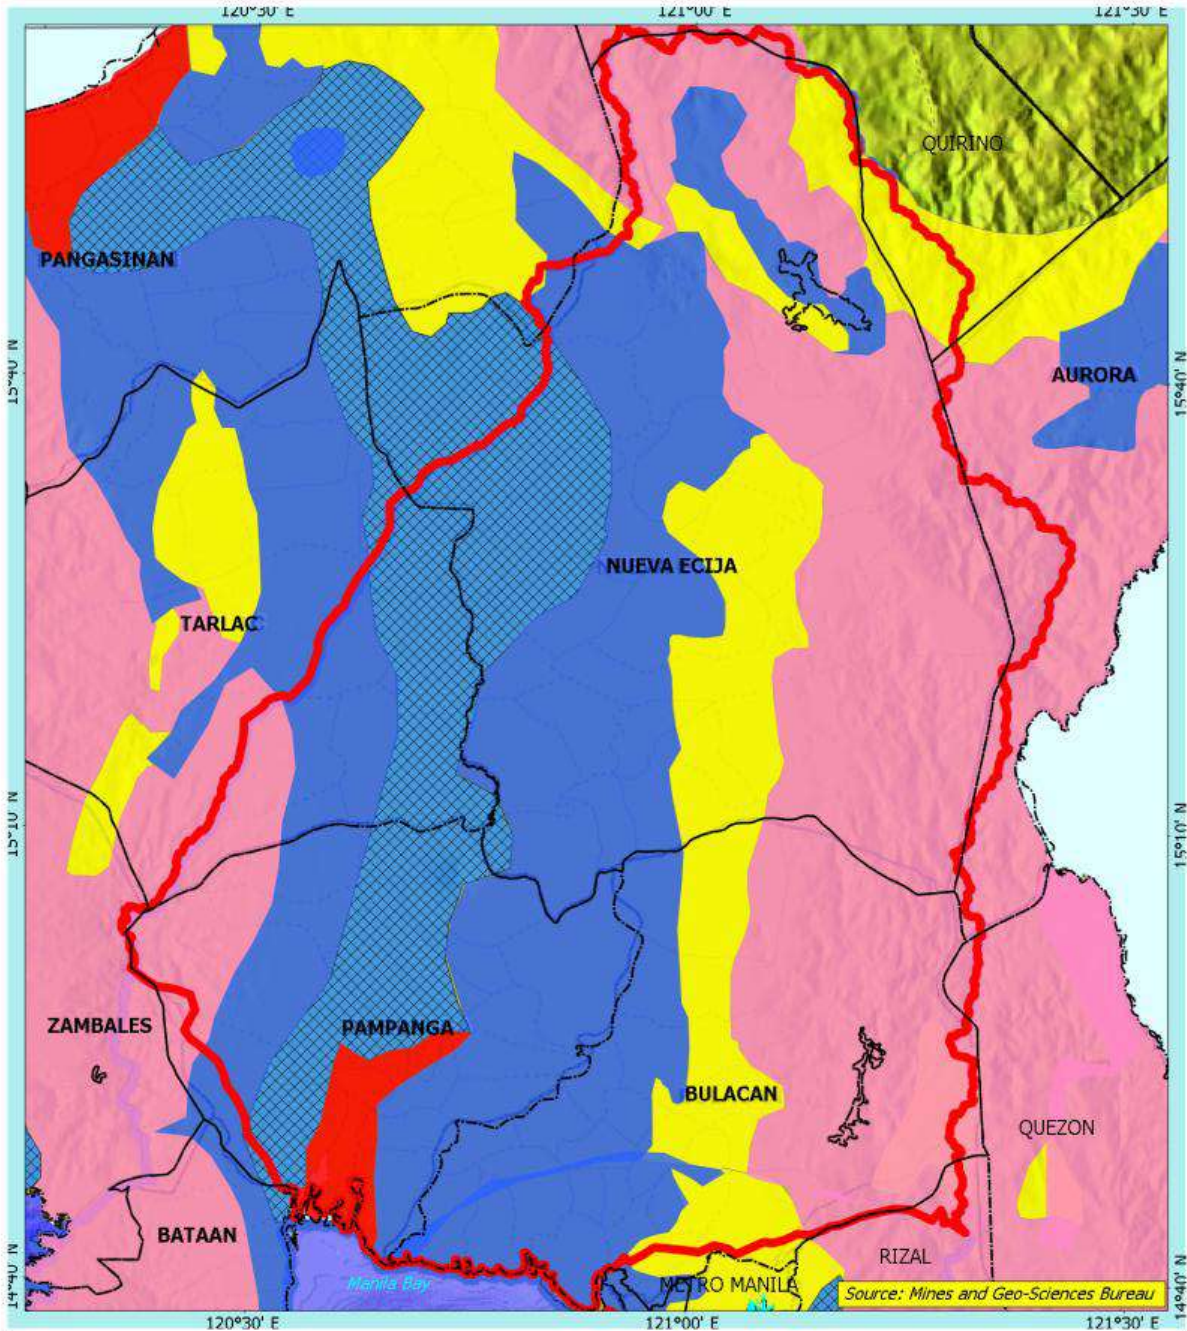 120°30' E
121°00' E
121°30' E
QUIRINO
PANGASINAN
15°40' N
15°40' N
AURORA
NUEVA ECIJA
TARLAC
15°10' N
15°10' N
ZAMBALES
PAMPANGA
BULACAN
QUEZON
BATAAN
RIZAL
14°40' N
14°40' N
Manila Bay
METRO MANILA
Source: Mines and Geo-Sciences Bureau
120°30' E
121°00' E
121°30' E